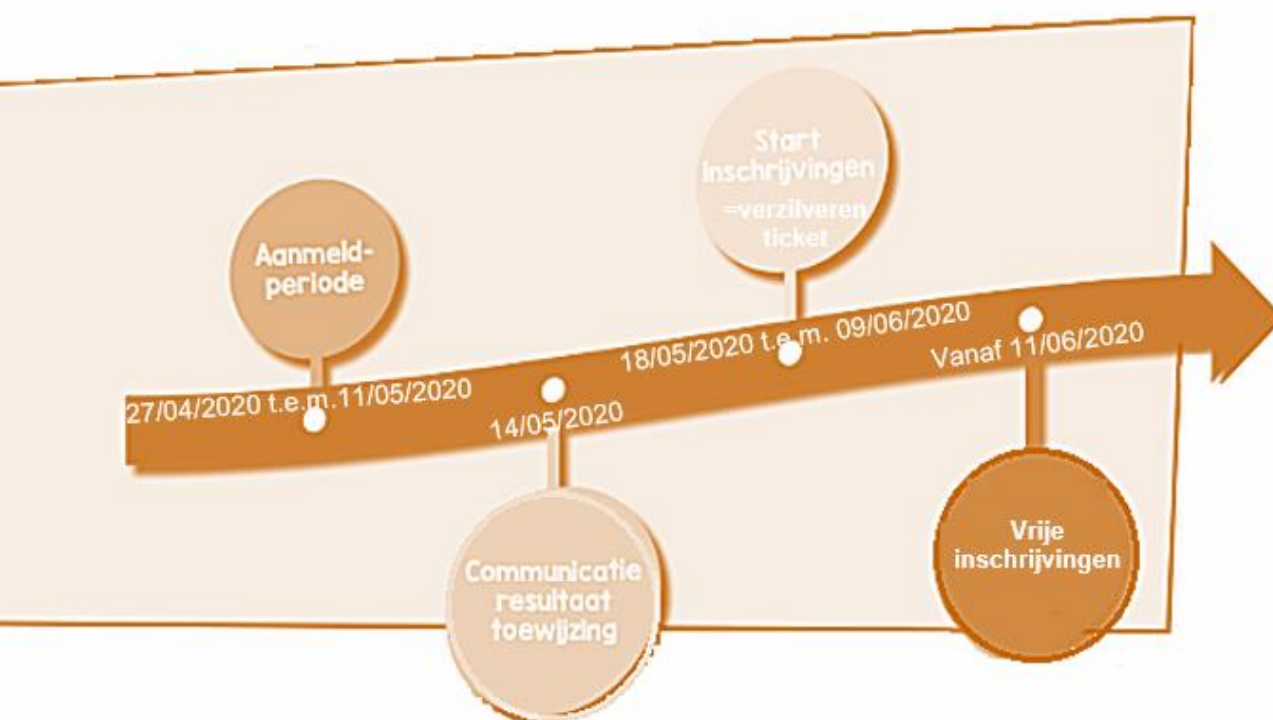 Aanmeld-
periode
27/04/2020 t.e.m.11/05/2020
14/05/2020
Communicatie
resultaat
toewijzing
Start
inschrijvingen
=verzilveren
ticket
18/05/2020 t.e.m. 09/06/2020
Vanaf 11/06/2020
Vrije
inschrijvingen